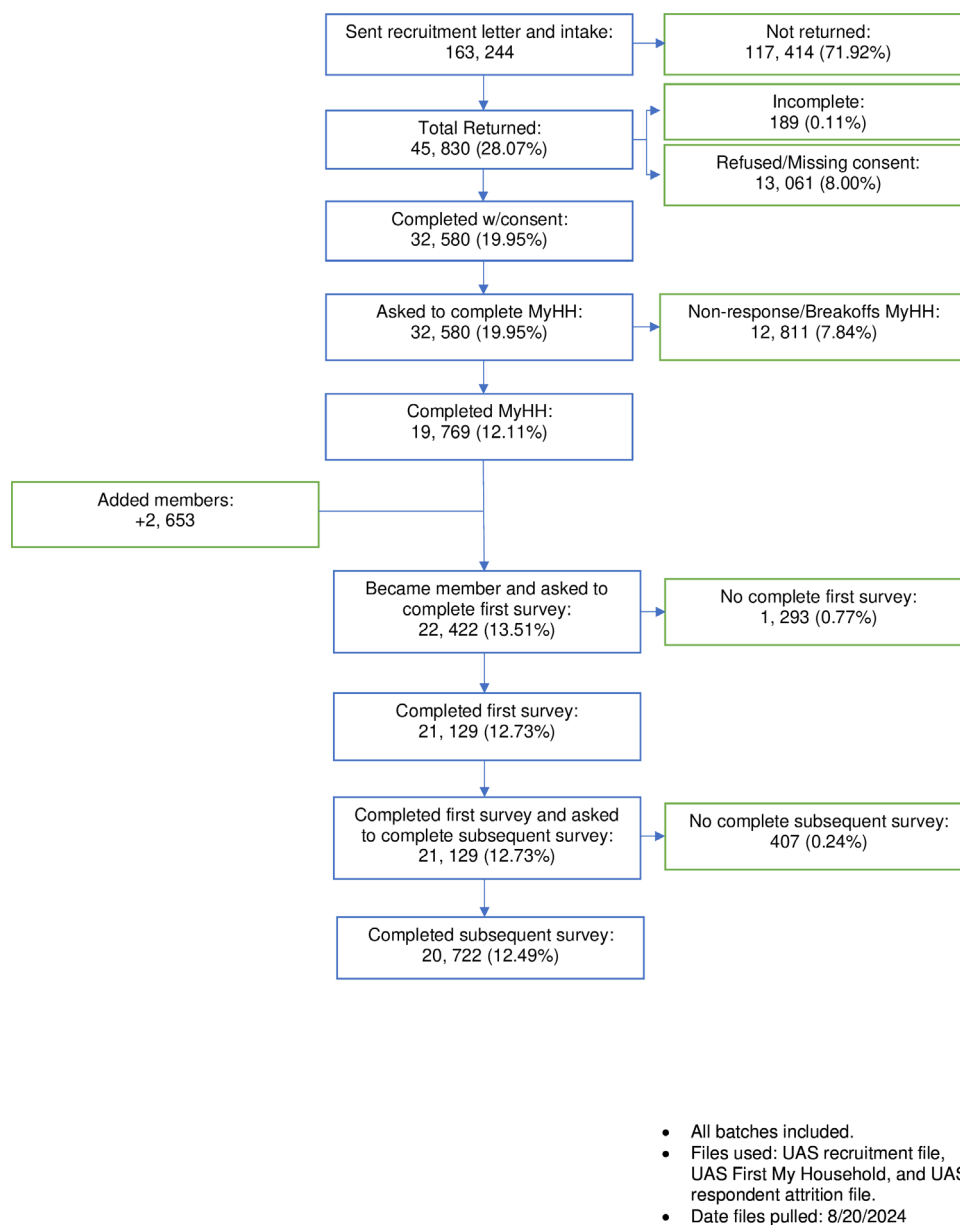 Sent recruitment letter and intake:
163, 244
Not returned:
117, 414 (71.92%)
Incomplete:
189 (0.11%)
Total Returned:
45, 830 (28.07%)
Refused/Missing consent:
13, 061 (8.00%)
Completed w/consent:
32, 580 (19.95%)
Asked to complete MyHH:
32, 580 (19.95%)
Non-response/Breakoffs MyHH:
12, 811 (7.84%)
Completed MyHH:
19, 769 (12.11%)
Added members:
+2, 653
Became member and asked to
complete first survey:
22, 422 (13.51%)
No complete first survey:
1, 293 (0.77%)
Completed first survey:
21, 129 (12.73%)
Completed first survey and asked
to complete subsequent survey:
21, 129 (12.73%)
No complete subsequent survey:
407 (0.24%)
Completed subsequent survey:
20, 722 (12.49%)
• All batches included.
• Files used: UAS recruitment file,
UAS First My Household, and UAS
respondent attrition file.
• Date files pulled: 8/20/2024